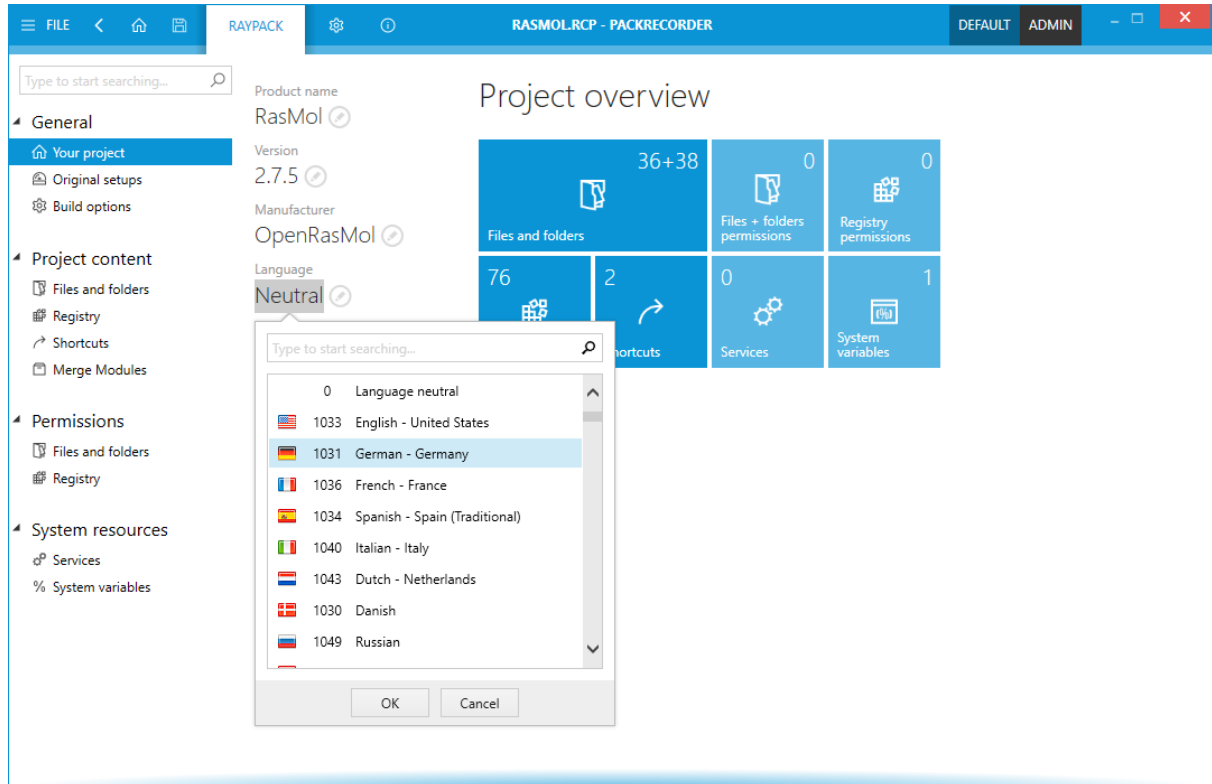 FILE
RAYPACK
RASMOL.RCP - PACKRECORDER
DEFAULT
ADMIN
Type to start searching...
General
Your project
Original setups
Build options
Project content
Files and folders
Registry
Shortcuts
Merge Modules
Permissions
Files and folders
Registry
System resources
Services
% System variables
Product name
RasMol
Version
2.7.5
Manufacturer
OpenRasMol
Language
Neutral
Type to start searching...
0 Language neutral
1033 English - United States
1031 German - Germany
1036 French - France
1034 Spanish - Spain (Traditional)
1040 Italian - Italy
1043 Dutch - Netherlands
1030 Danish
1049 Russian
OK
Cancel
Project overview
36+38
Files and folders
0
Files + folders
permissions
0
Registry
permissions
76
2
0
Services
1
(%)
System
variables